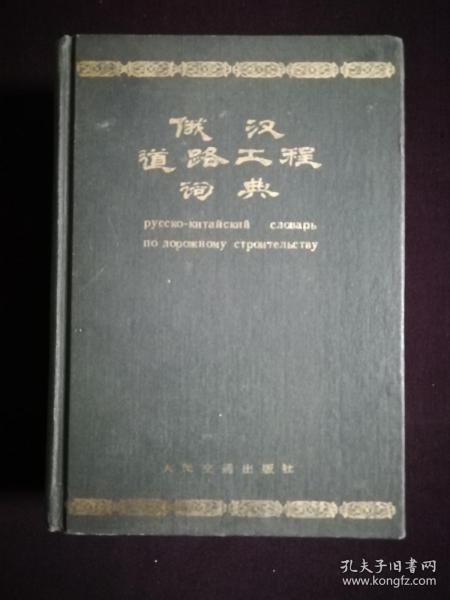 俄汉
道路工程
词典
русско-китайский словарь
по дорожному строительству
人民交通出版社
孔夫子旧书网
www.kongfz.com